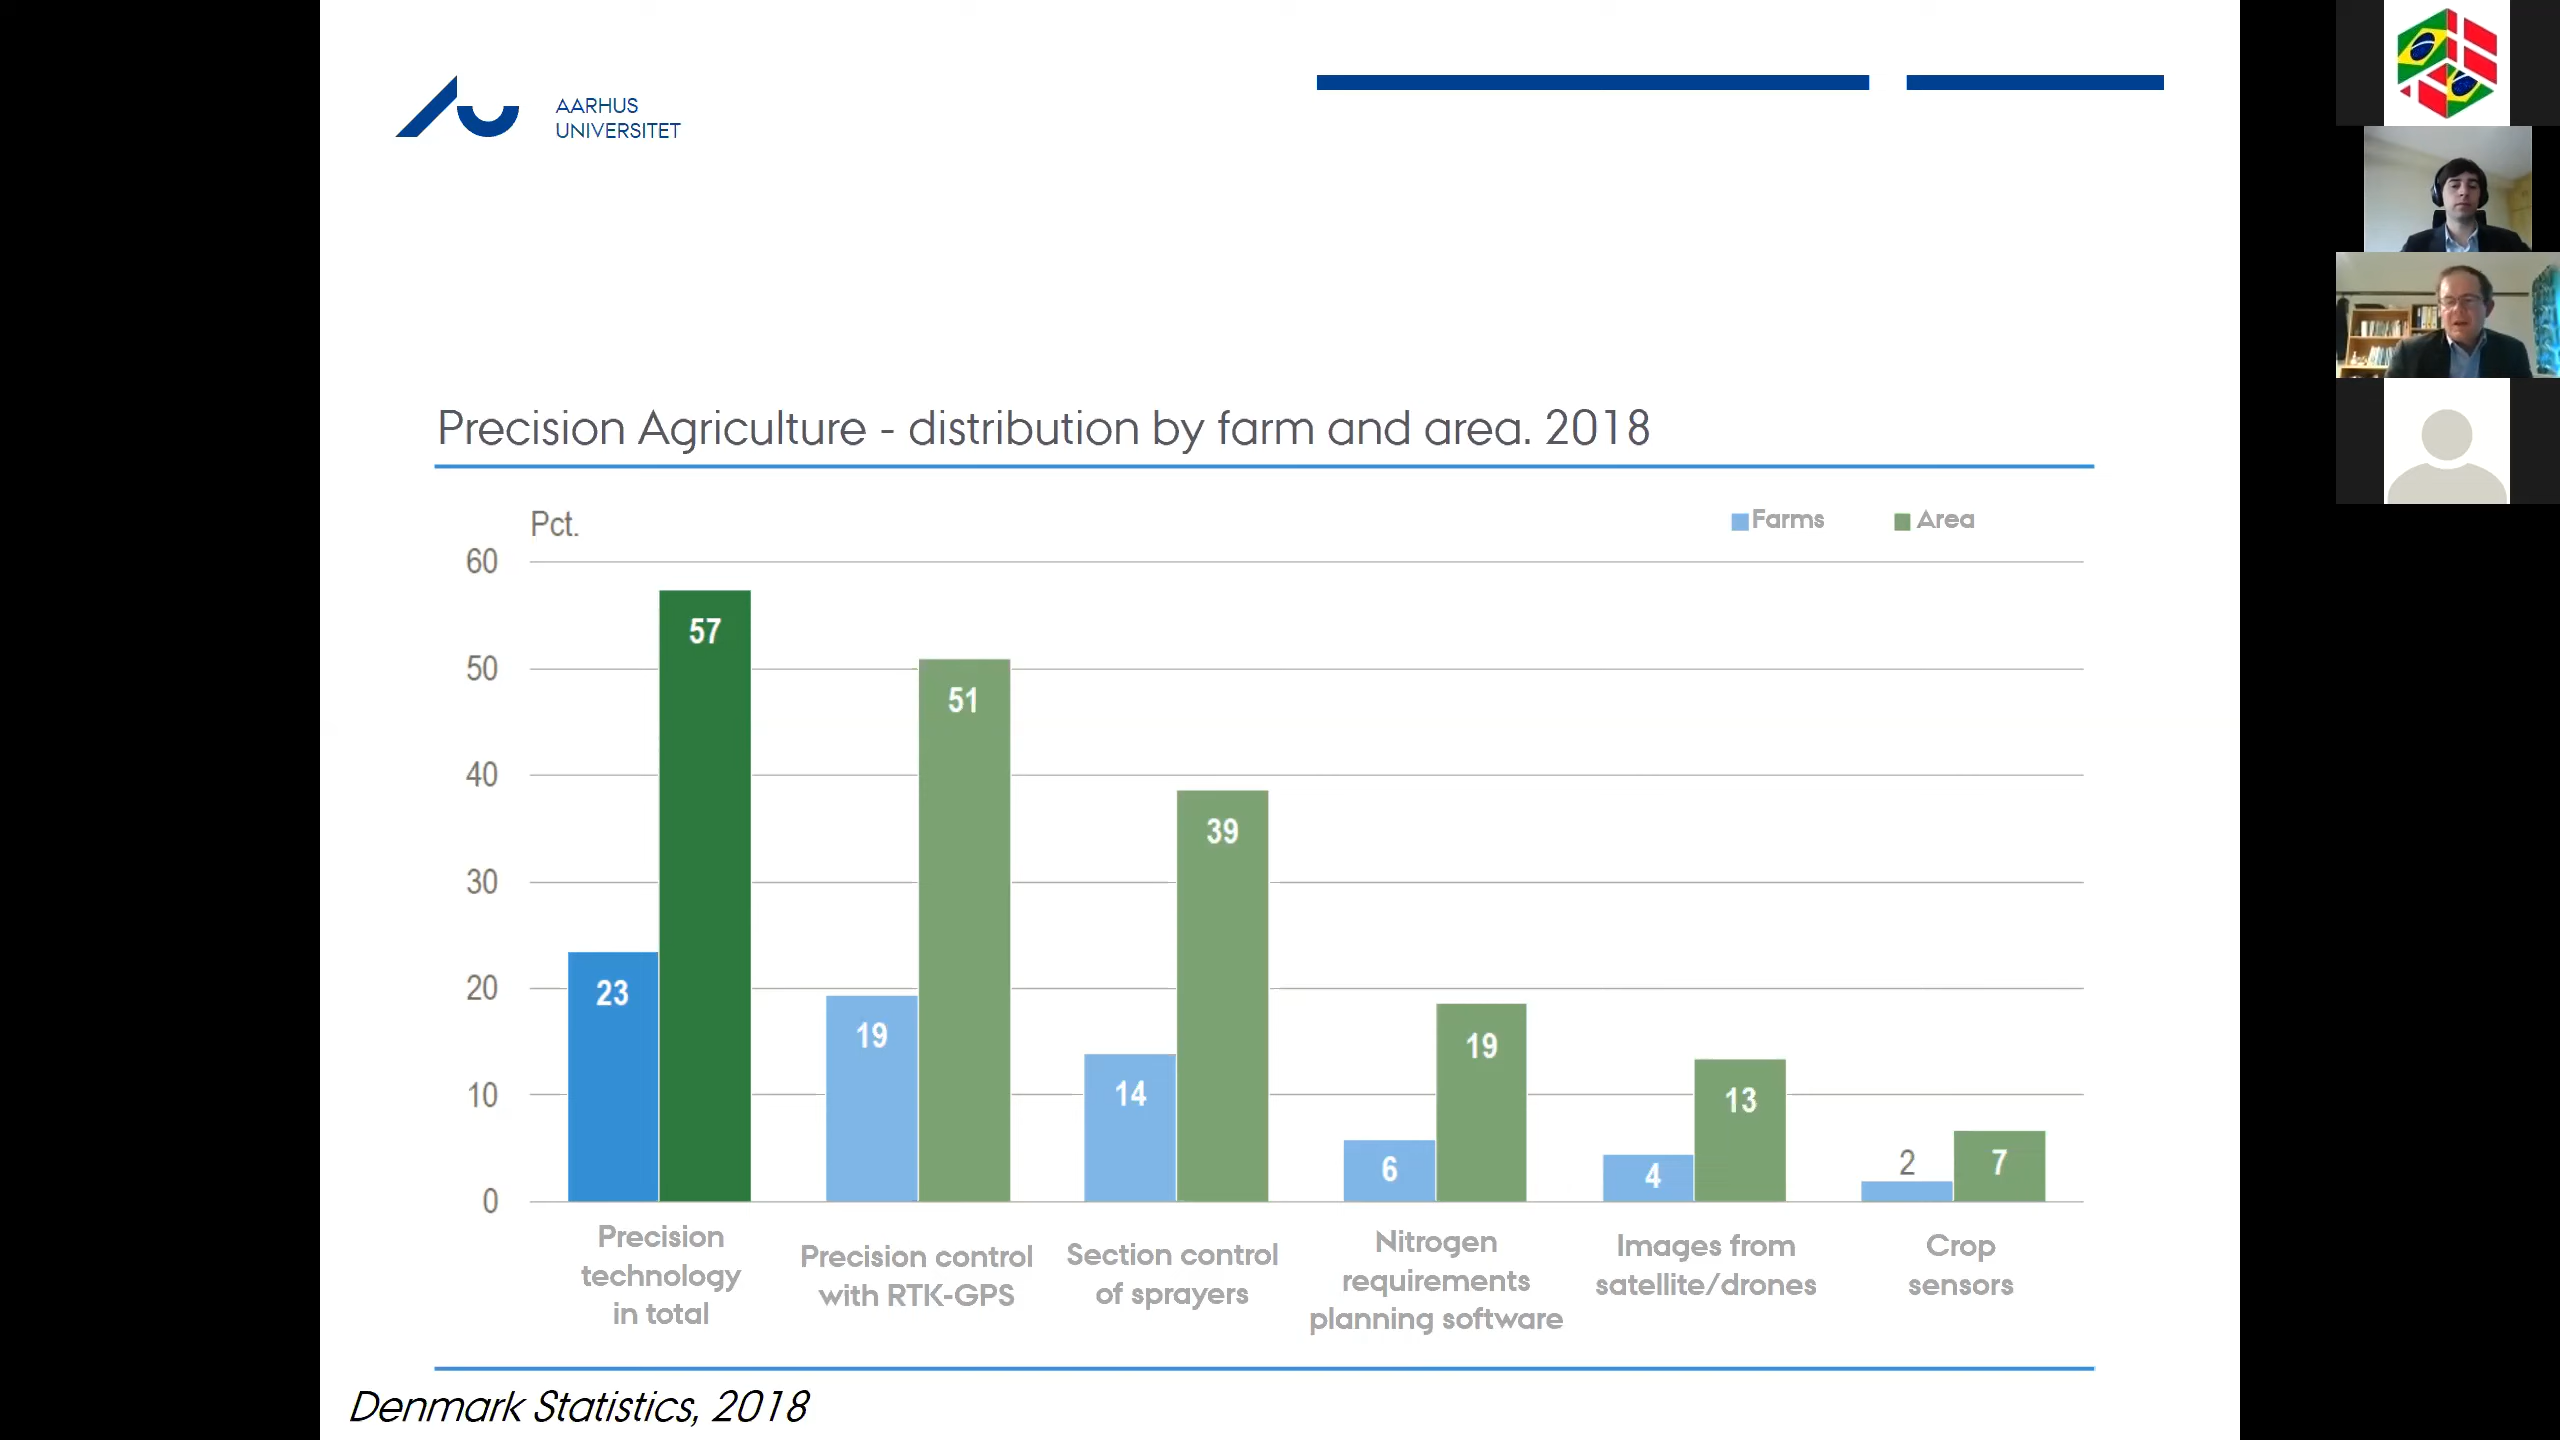 AARHUS
UNIVERSITET
Precision Agriculture - distribution by farm and area. 2018
Pct.
Farms
Area
60
50
40
30
20
10
0
57
51
39
23
19
14
19
13
6
4
2
7
Precision
technology
in total
Precision control
with RTK-GPS
Section control
of sprayers
Nitrogen
requirements
planning software
Images from
satellite/drones
Crop
sensors
Denmark Statistics, 2018